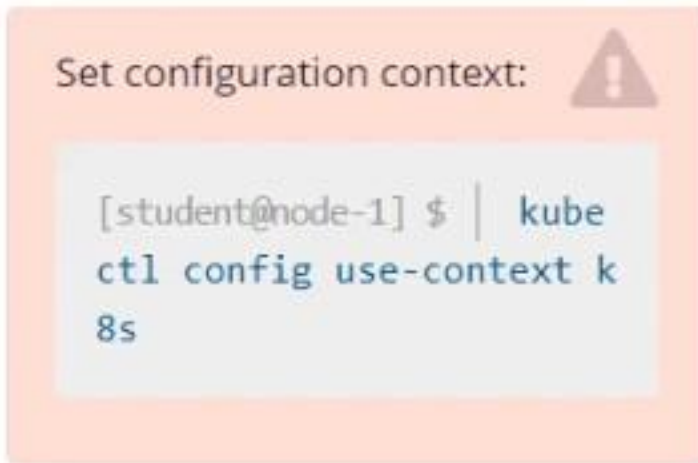 Set configuration context:
[student@node-1] $ | kube
ctl config use-context k
8s